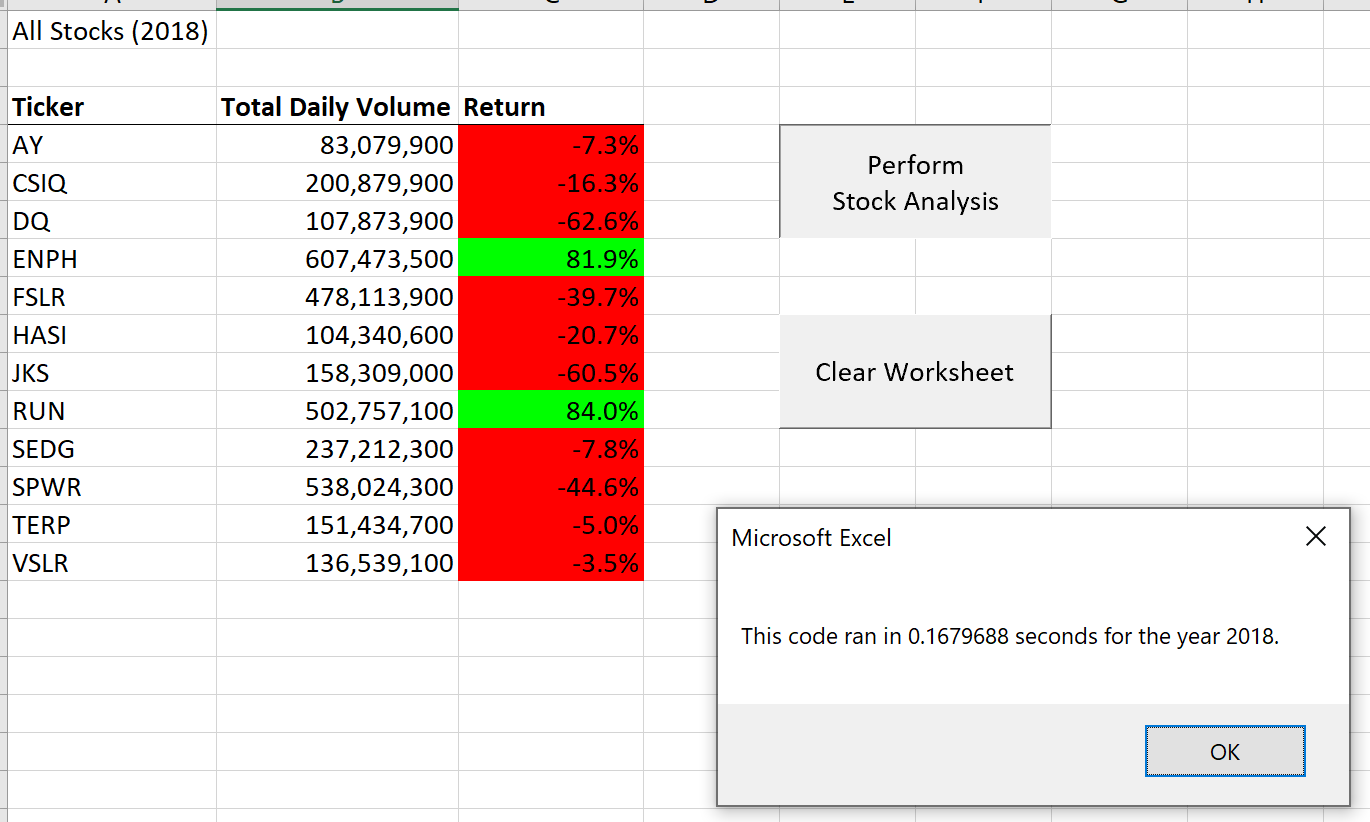 All Stocks (2018)
Ticker Total Daily Volume Return
AY 83,079,900 -7.3%
CSIQ 200,879,900 -16.3%
DQ 107,873,900 -62.6%
ENPH 607,473,500 81.9%
FSLR 478,113,900 -39.7%
HASI 104,340,600 -20.7%
JKS 158,309,000 -60.5%
RUN 502,757,100 84.0%
SEDG 237,212,300 -7.8%
SPWR 538,024,300 -44.6%
TERP 151,434,700 -5.0%
VSLR 136,539,100 -3.5%
Perform
Stock Analysis
Clear Worksheet
Microsoft Excel
This code ran in 0.1679688 seconds for the year 2018.
OK